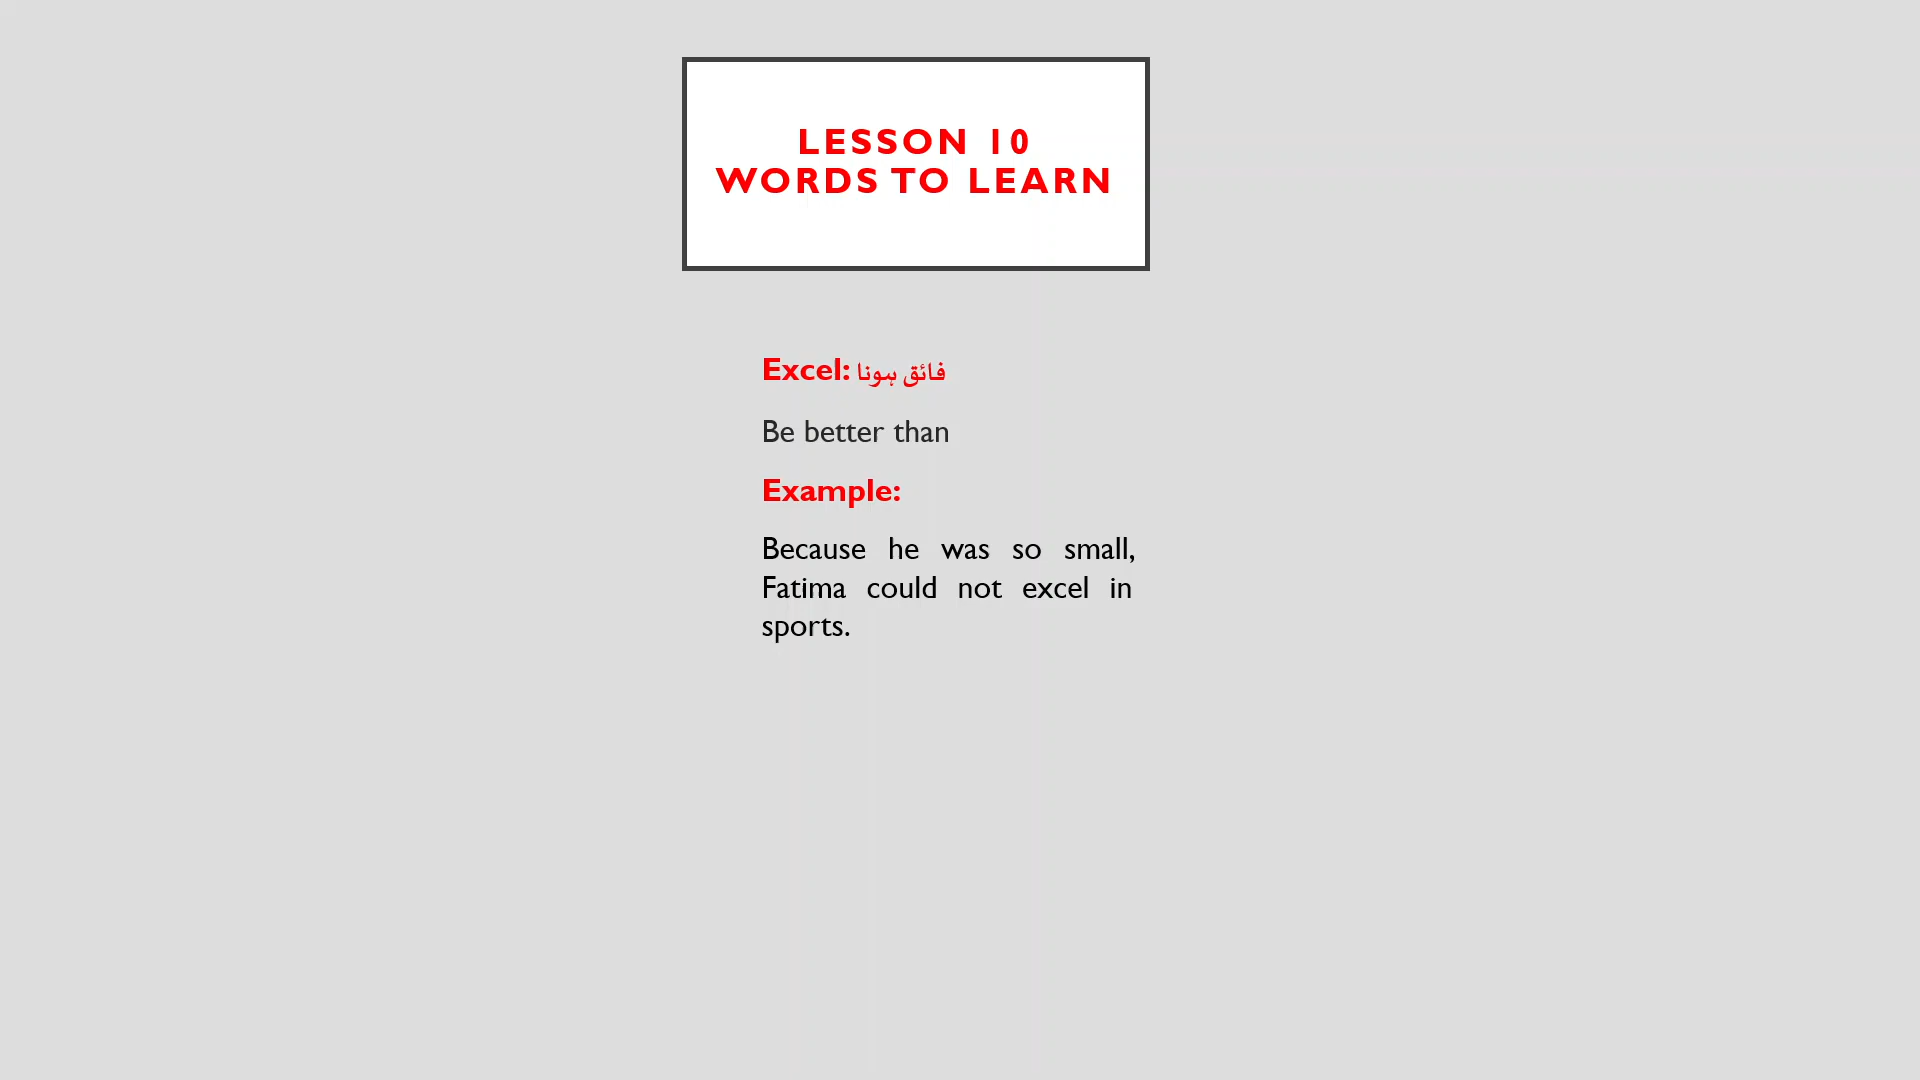 LESSON 10
WORDS TO LEARN
Excel: فائق ہونا
Be better than
Example:
Because he was so small,
Fatima could not excel in
sports.